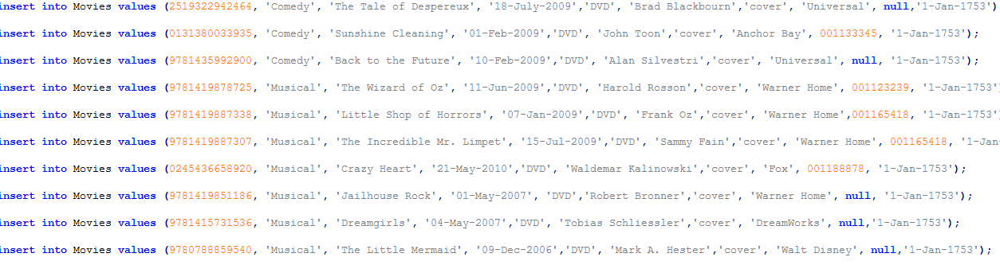 insert into Movies values (2519322942464, 'Comedy', 'The Tale of Despereux', '18-July-2009','DVD', 'Brad Blackbourn','cover', 'Universal', null,'1-Jan-1753')
insert into Movies values (0131380033935, 'Comedy', 'Sunshine Cleaning', '01-Feb-2009','DVD', 'John Toon','cover', 'Anchor Bay', 001133345, '1-Jan-1753');
insert into Movies values (9781435992900, 'Comedy', 'Back to the Future', '10-Feb-2009','DVD', 'Alan Silvestri','cover', 'Universal', null, '1-Jan-1753');
insert into Movies values (9781419878725, 'Musical', 'The Wizard of Oz', '11-Jun-2009','DVD', 'Harold Rosson','cover', 'Warner Home', 001123239, '1-Jan-1753'
insert into Movies values (9781419887338, 'Musical', 'Little Shop of Horrors', '07-Jan-2009','DVD', 'Frank Oz','cover', 'Warner Home',001165418, '1-Jan-1753')
insert into Movies values (9781419887307, 'Musical', 'The Incredible Mr. Limpet', '15-Jul-2009','DVD', 'Sammy Fain','cover', 'Warner Home', 001165418, '1-Jan-
insert into Movies values (0245436658920, 'Musical', 'Crazy Heart', '21-May-2010','DVD', 'Waldemar Kalinowski','cover', 'Fox', 001188878, '1-Jan-1753');
insert into Movies values (9781419851186, 'Musical', 'Jailhouse Rock', '01-May-2007', 'DVD','Robert Bronner','cover', 'Warner Home', null, '1-Jan-1753');
insert into Movies values (9781415731536, 'Musical', 'Dreamgirls', '04-May-2007','DVD', 'Tobias Schliessler','cover', 'DreamWorks', null,'1-Jan-1753');
insert into Movies values (9780788859540, 'Musical', 'The Little Mermaid', '09-Dec-2006','DVD', 'Mark A. Hester','cover', 'Walt Disney', null,'1-Jan-1753');